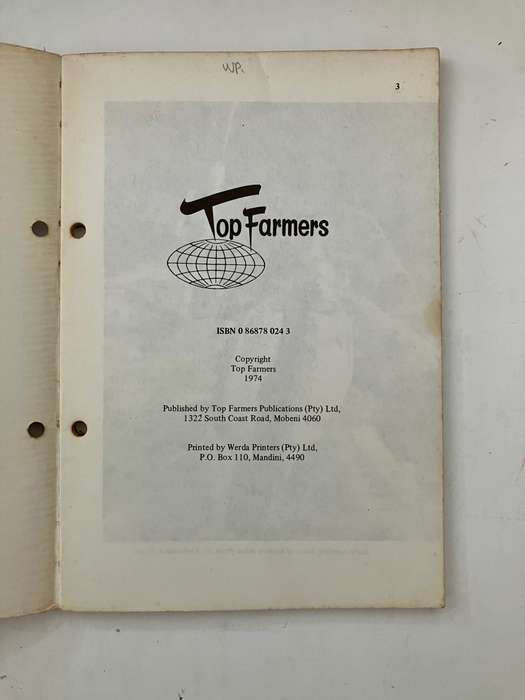 WP.
3
Top Farmers
ISBN 0 86878 024 3
Copyright
Top Farmers
1974
Published by Top Farmers Publications (Pty) Ltd,
1322 South Coast Road, Mobeni 4060
Printed by Werda Printers (Pty) Ltd,
P.O. Box 110, Mandini, 4490